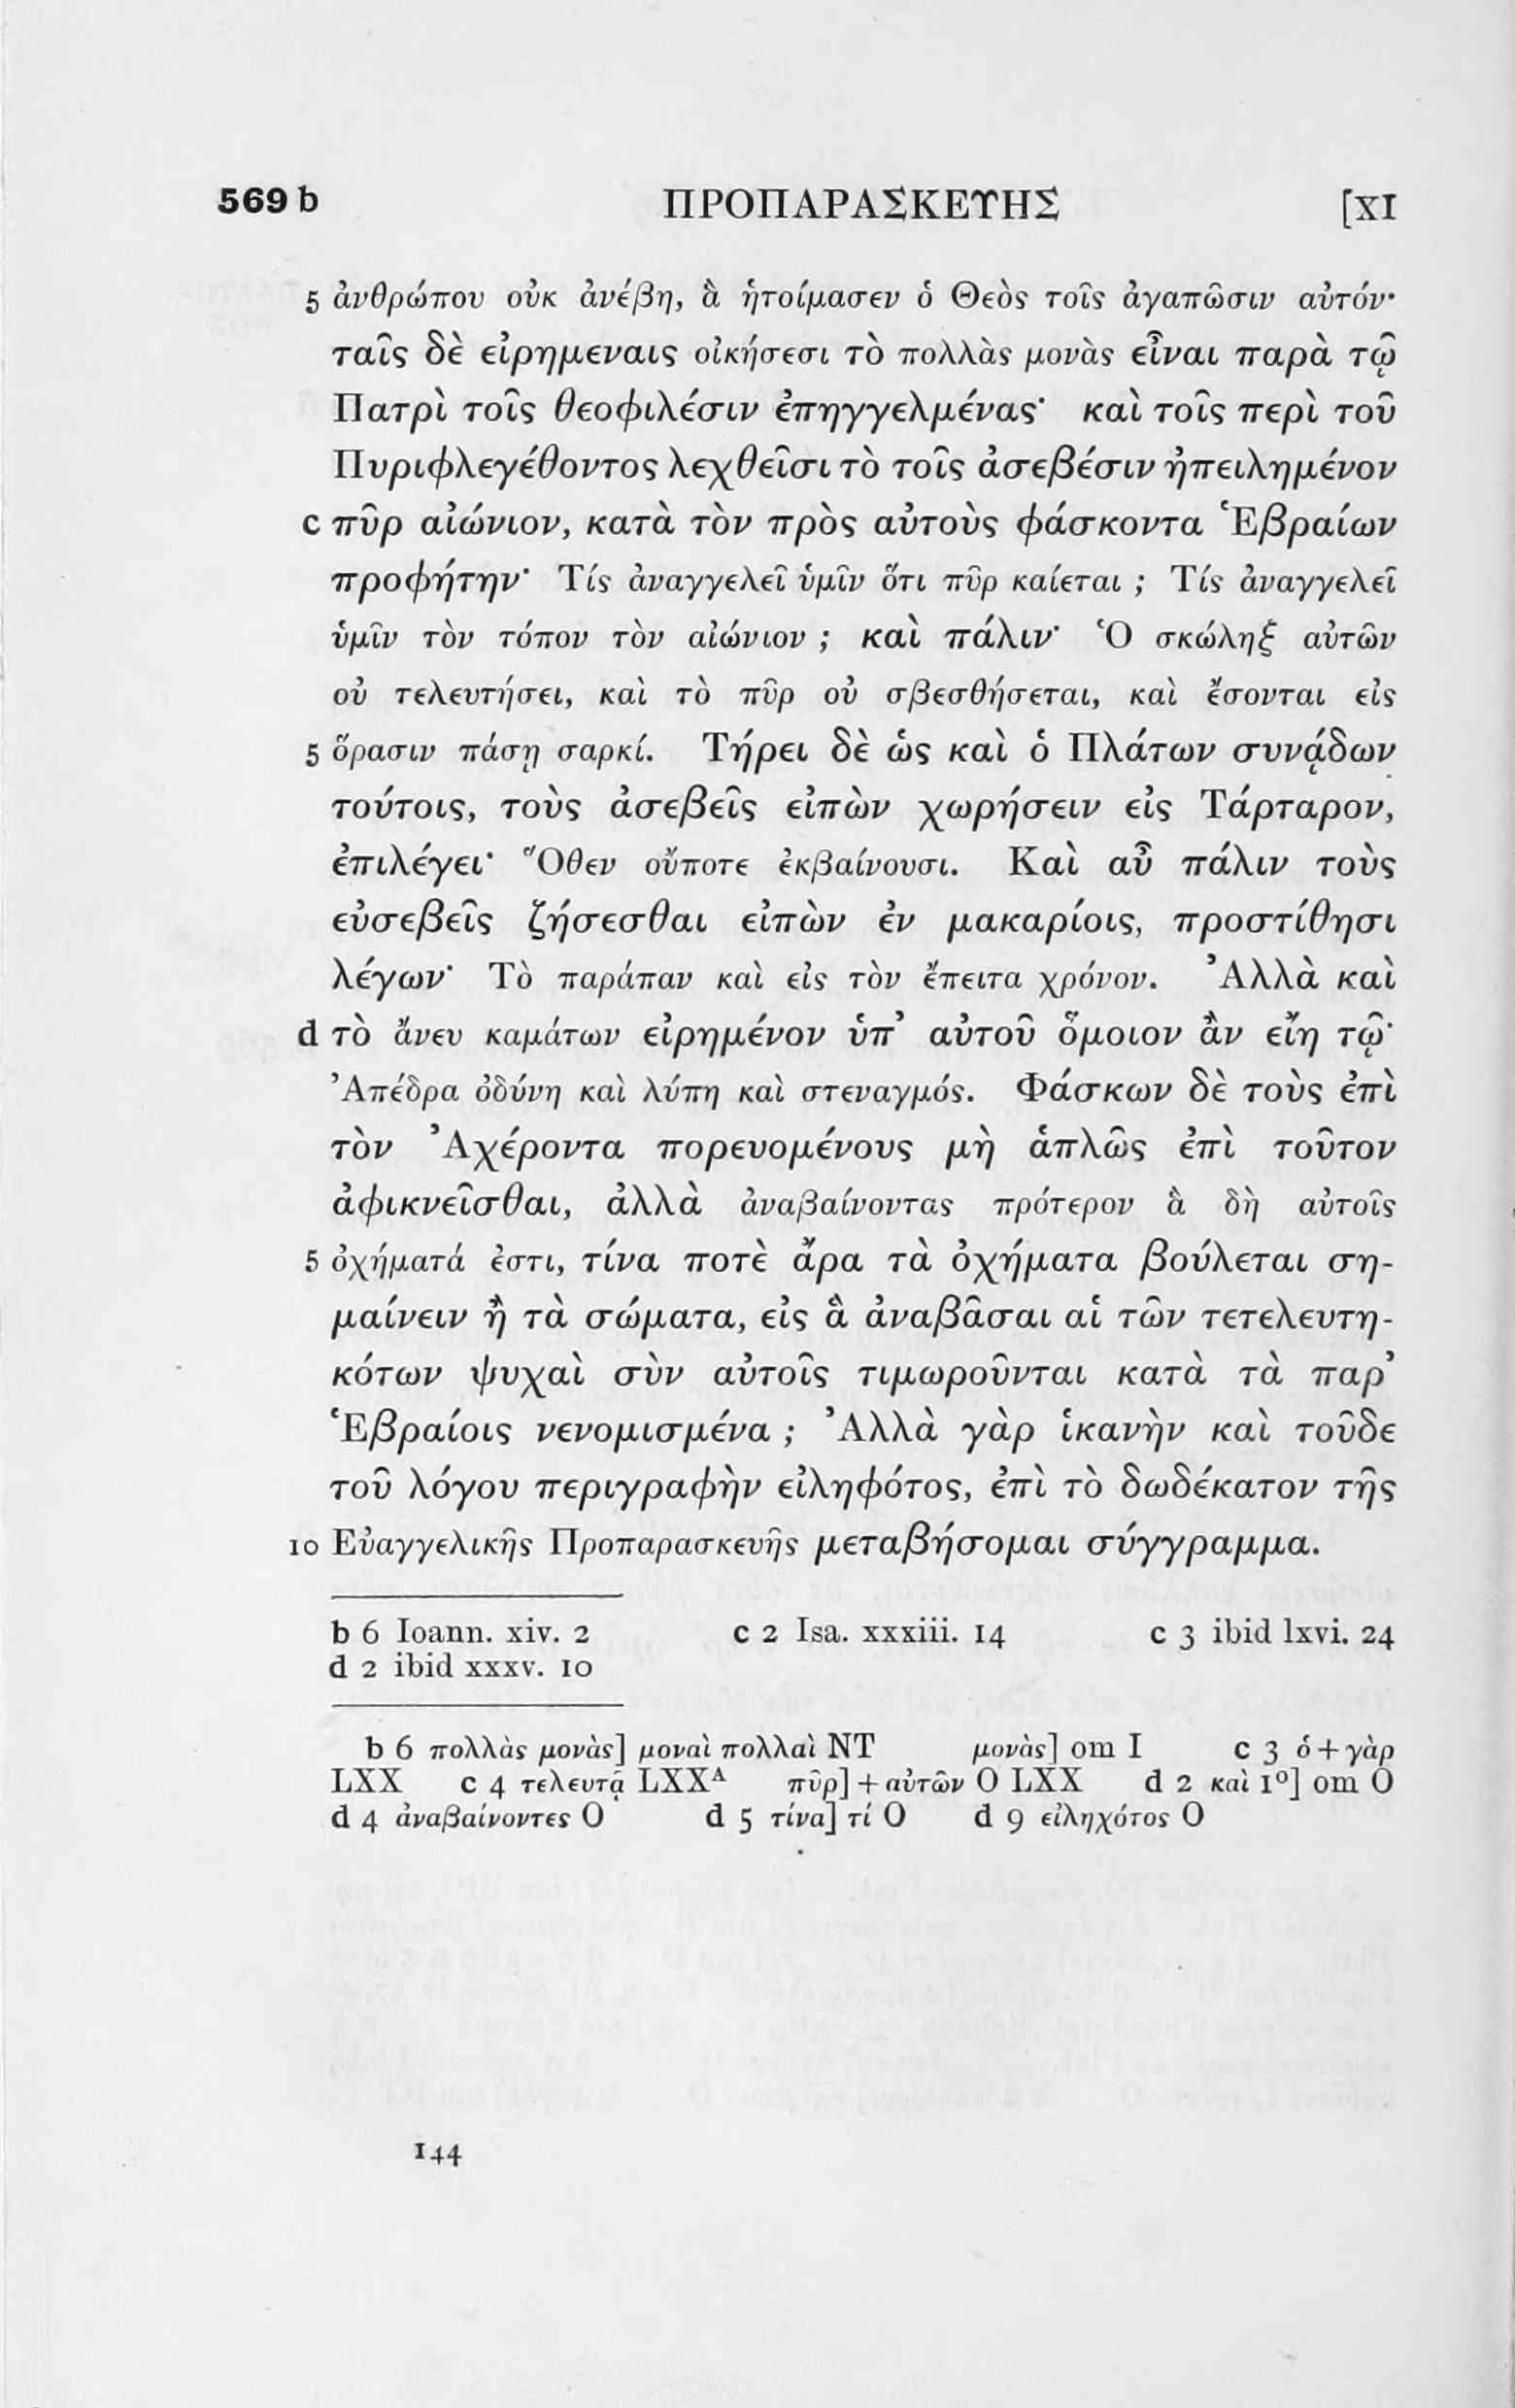 569 b ΠΡΟΠΑΡΑΣΚΕΥΗΣ [XI
5 ἀνθρώπου οὐκ ἀνέβη, ἃ ἡτοίμασεν ὁ Θεὸς τοῖς ἀγαπῶσιν αὐτόν·
ταῖς δὲ εἰρημεναις οἰκήσεσι τὸ πολλὰς μονὰς εἶναι παρὰ τῷ
Πατρὶ τοῖς θεοφιλέσιν ἐπηγγελμένας· καὶ τοῖς περὶ τοῦ
Πυριφλεγέθοντος λεχθεῖσι τὸ τοῖς ἀσεβέσιν ἠπειλημένον
c πῦρ αἰώνιον, κατὰ τὸν πρὸς αὐτοὺς φάσκοντα Ἑβραίων
προφήτην· Τίς ἀναγγελεῖ ὑμῖν ὅτι πῦρ καίεται ; Τίς ἀναγγελεῖ
ὑμῖν τὸν τόπον τὸν αἰώνιον ; καὶ πάλιν· Ὁ σκώληξ αὐτῶν
οὐ τελευτήσει, καὶ τὸ πῦρ οὐ σβεσθήσεται, καὶ ἔσονται εἰς
5 ὅρασιν πάσῃ σαρκί. Τήρει δὲ ὡς καὶ ὁ Πλάτων συνᾴδων
τούτοις, τοὺς ἀσεβεῖς εἰπὼν χωρήσειν εἰς Τάρταρον,
ἐπιλέγει· Ὅθεν οὔποτε ἐκβαίνουσι. Καὶ αὖ πάλιν τοὺς
εὐσεβεῖς ζήσεσθαι εἰπὼν ἐν μακαρίοις, προστίθησι
λέγων· Τὸ παράπαν καὶ εἰς τὸν ἔπειτα χρόνον. Ἀλλὰ καὶ
d τὸ ἄνευ καμάτων εἰρημένον ὑπ’ αὐτοῦ ὅμοιον ἂν εἴη τῷ·
Ἀπέδρα ὀδύνη καὶ λύπη καὶ στεναγμός. Φάσκων δὲ τοὺς ἐπὶ
τὸν Ἀχέροντα πορευομένους μὴ ἁπλῶς ἐπὶ τοῦτον
ἀφικνεῖσθαι, ἀλλὰ ἀναβαίνοντας πρότερον ἃ δὴ αὐτοῖς
5 ὀχήματά ἐστι, τίνα ποτὲ ἄρα τὰ ὀχήματα βούλεται ση-
μαίνειν ἢ τὰ σώματα, εἰς ἃ ἀναβᾶσαι αἱ τῶν τετελευτη-
κότων ψυχαὶ σὺν αὐτοῖς τιμωροῦνται κατὰ τὰ παρ’
Ἑβραίοις νενομισμένα ; Ἀλλὰ γὰρ ἱκανὴν καὶ τοῦδε
τοῦ λόγου περιγραφὴν εἰληφότος, ἐπὶ τὸ δωδέκατον τῆς
10 Εὐαγγελικῆς Προπαρασκευῆς μεταβήσομαι σύγγραμμα.
b 6 Ioann. xiv. 2 c 2 Isa. xxxiii. 14 c 3 ibid lxvi. 24
d 2 ibid xxxv. 10
b 6 πολλὰς μονὰς] μοναὶ πολλαὶ NT μονὰς] om I c 3 ὁ + γὰρ
LXX c 4 τελευτᾷ LXXᴬ πῦρ] + αὐτῶν O LXX d 2 καὶ 1º] om O
d 4 ἀναβαίνοντες O d 5 τίνα] τί O d 9 εἰληχότος O
144